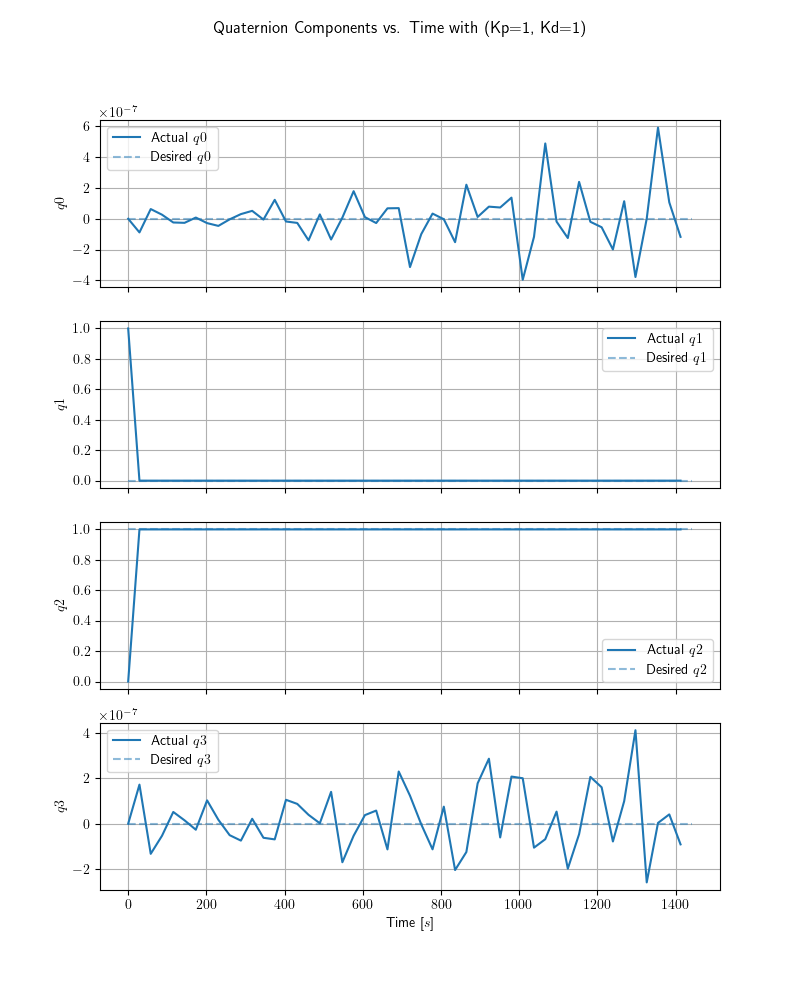 Quaternion Components vs. Time with (Kp=1, Kd=1)
×10⁻⁷
6
4
2
0
−2
−4
q0
Actual q0
Desired q0
1.0
0.8
0.6
0.4
0.2
0.0
q1
Actual q1
Desired q1
1.0
0.8
0.6
0.4
0.2
0.0
q2
Actual q2
Desired q2
×10⁻⁷
4
2
0
−2
q3
Actual q3
Desired q3
0 200 400 600 800 1000 1200 1400
Time [s]